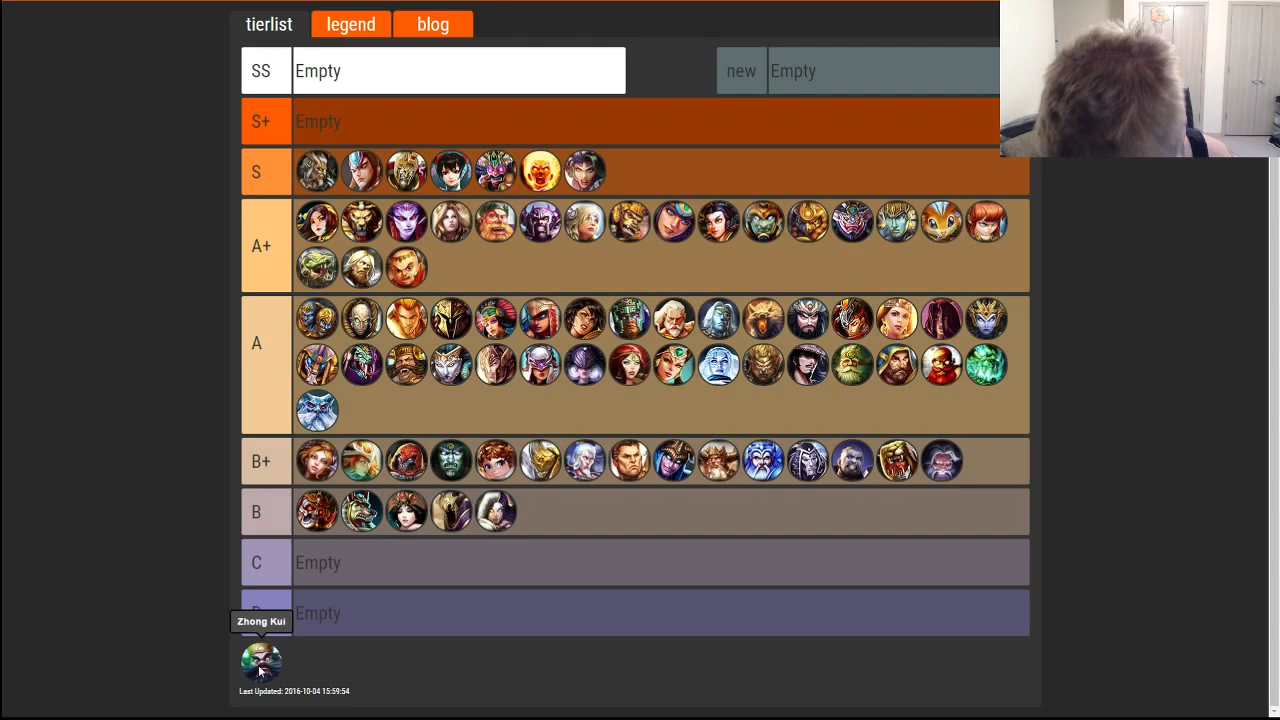 tierlist legend blog
SS Empty new Empty
S+ Empty
S
A+
A
B+
B
C Empty
Empty
Zhong Kui
Last Updated: 2016-10-04 15:59:54